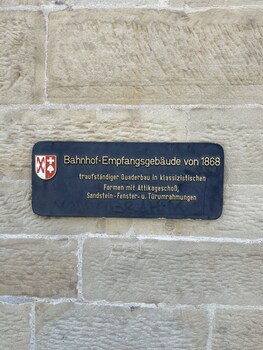 Bahnhof-Empfangsgebäude von 1868
traufständiger Quaderbau in klassizistischen
Formen mit Attikageschoß,
Sandstein-Fenster- u. Türumrahmungen